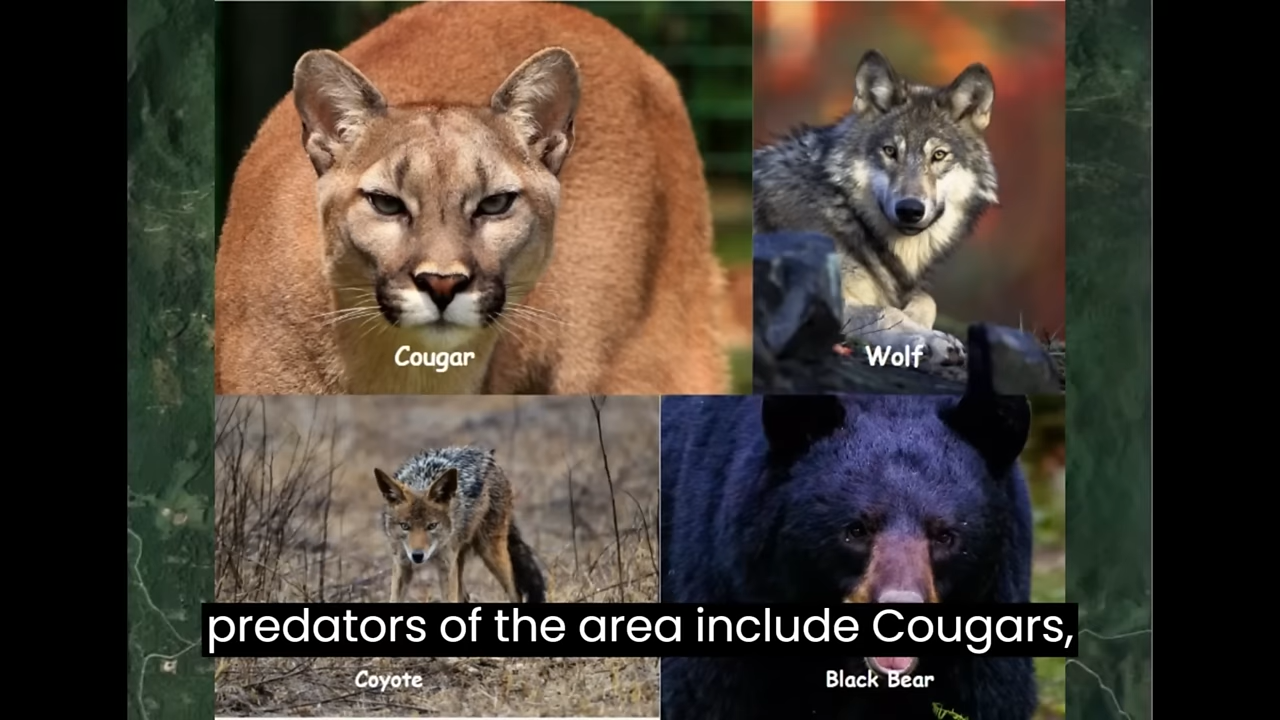 Cougar
Wolf
predators of the area include Cougars,
Coyote
Black Bear